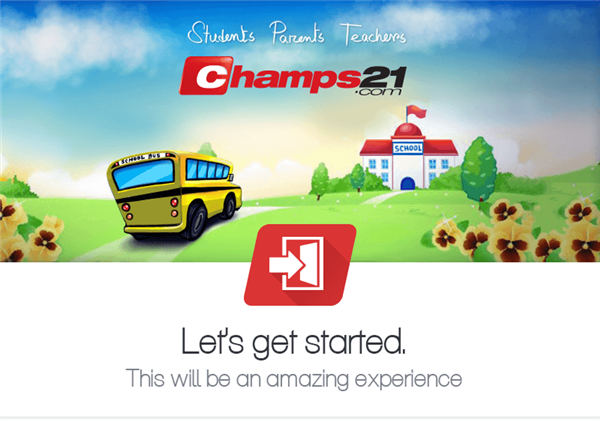 Students Parents Teachers
Champs21
.com
SCHOOL BUS
SCHOOL
Let's get started.
This will be an amazing experience